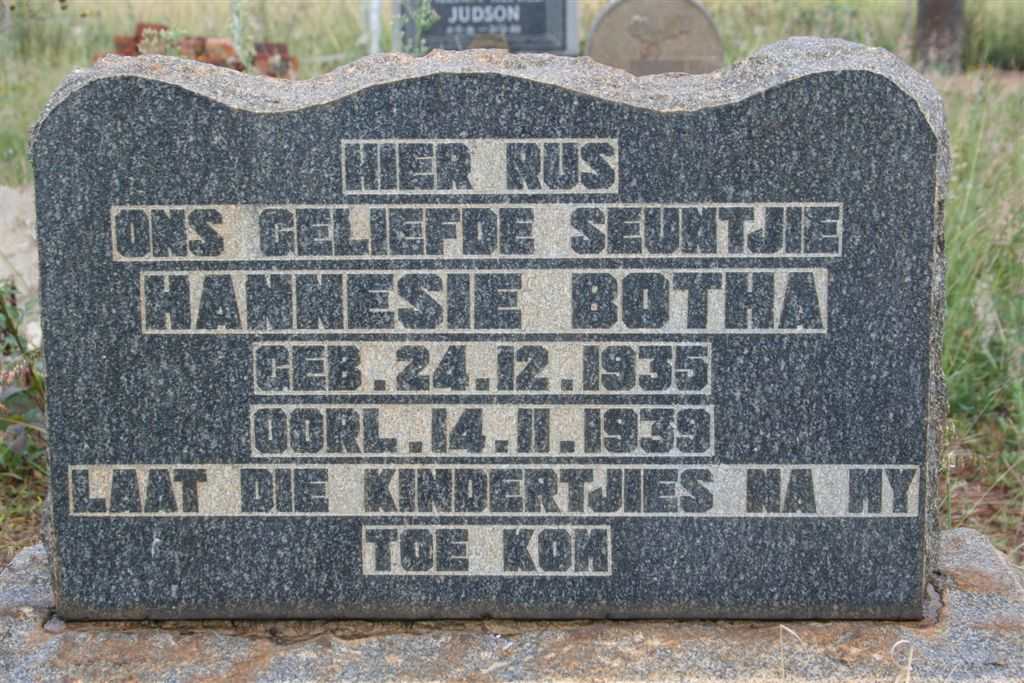 JUDSON
HIER RUS
ONS GELIEFDE SEUNTJIE
HANNESIE BOTHA
GEB. 24.12.1935
OORL. 14.11.1939
LAAT DIE KINDERTJIES NA MY
TOE KOM